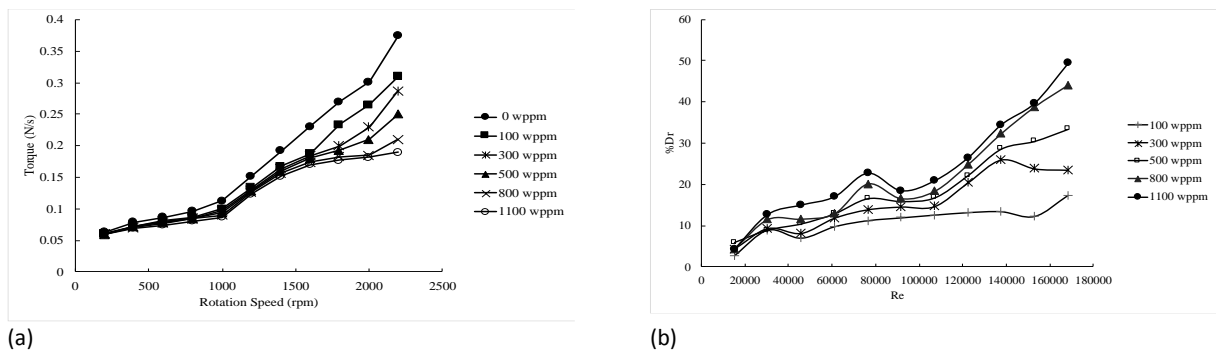 0.4
0.35
0.3
0.25
0.2
0.15
0.1
0.05
0
Torque (N/s)
0 500 1000 1500 2000 2500
Rotation Speed (rpm)
0 wppm
100 wppm
300 wppm
500 wppm
800 wppm
1100 wppm
(a)
60
50
40
30
20
10
0
%Dr
0 20000 40000 60000 80000 100000 120000 140000 160000 180000
Re
100 wppm
300 wppm
500 wppm
800 wppm
1100 wppm
(b)